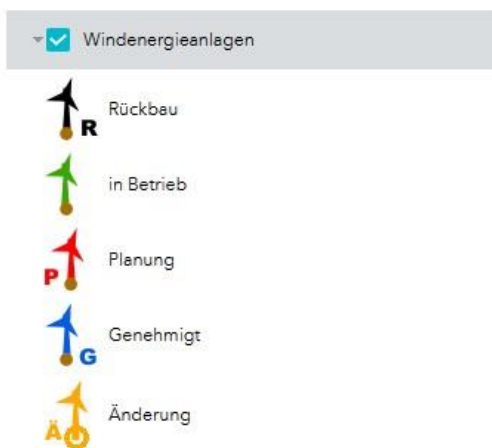 Windenergieanlagen
R Rückbau
in Betrieb
P Planung
G Genehmigt
Ä Änderung